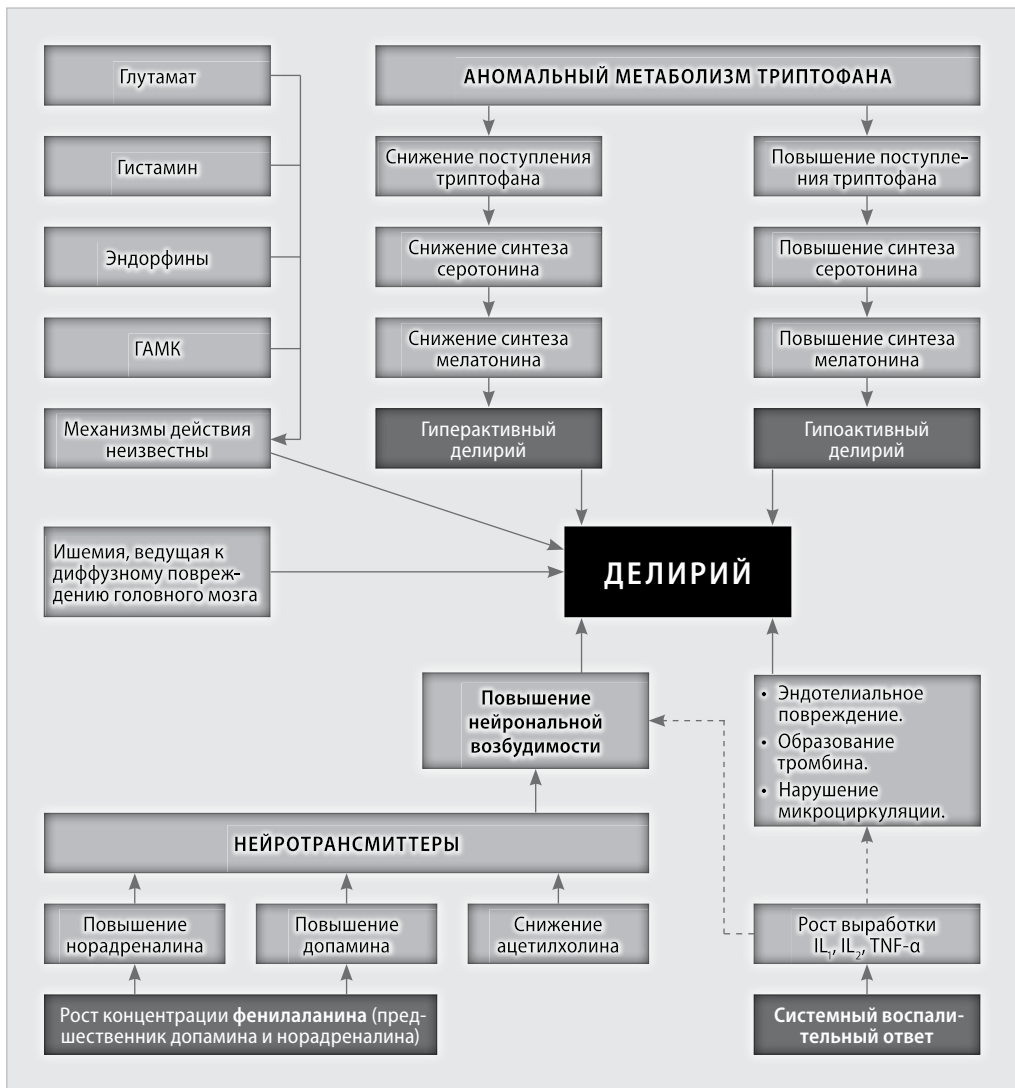 Глутамат
Гистамин
Эндорфины
ГАМК
Механизмы действия
неизвестны
АНОМАЛЬНЫЙ МЕТАБОЛИЗМ ТРИПТОФАНА
Снижение поступления
триптофана
Снижение синтеза
серотонина
Снижение синтеза
мелатонина
Гиперактивный
делирий
Повышение поступле-
ния триптофана
Повышение синтеза
серотонина
Повышение синтеза
мелатонина
Гипоактивный
делирий
Ишемия, ведущая к
диффузному повреж-
дению головного мозга
ДЕЛИРИЙ
Повышение
нейрональной
возбудимости
• Эндотелиальное
повреждение.
• Образование
тромбина.
• Нарушение
микроциркуляции.
НЕЙРОТРАНСМИТТЕРЫ
Повышение
норадреналина
Повышение
допамина
Снижение
ацетилхолина
Рост выработки
IL₁, IL₂, TNF-α
Рост концентрации фенилаланина (пред-
шественник допамина и норадреналина)
Системный воспали-
тельный ответ